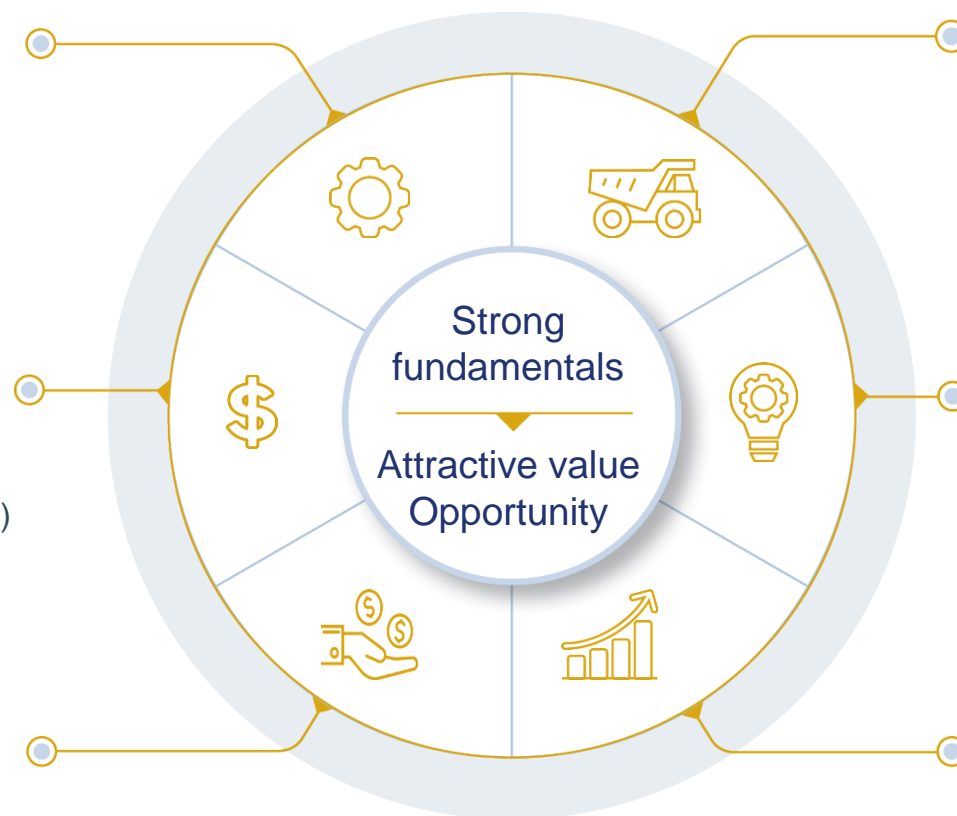 Strong
fundamentals
Attractive value
Opportunity
)